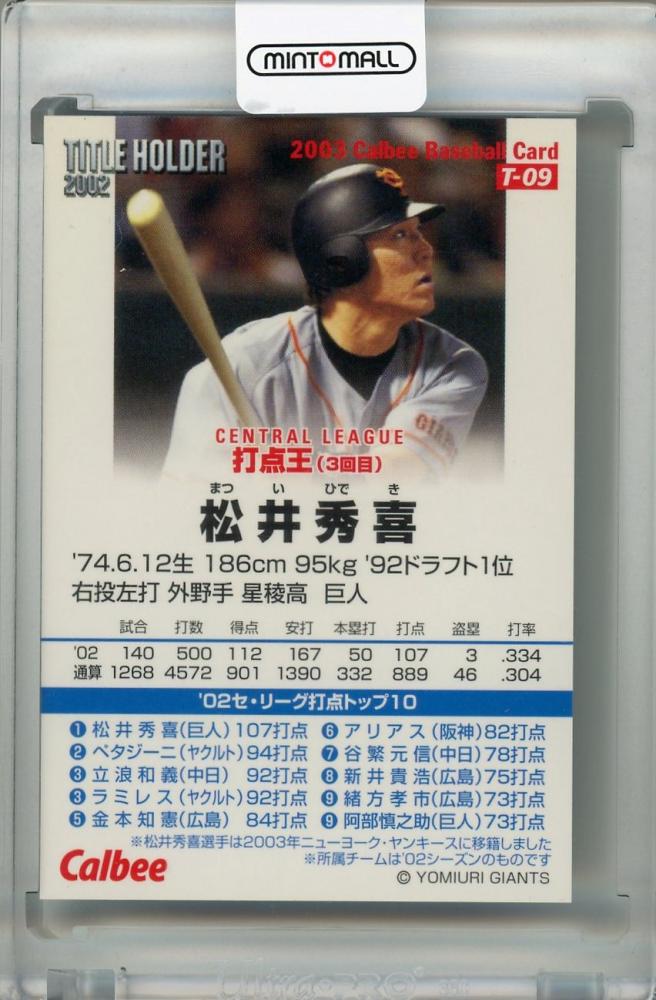 MINTOMALL
TITLE HOLDER
2002
2003 Calbee Baseball Card
T-09
GIA
CENTRAL LEAGUE
打点王(3回目)
まつ い ひで き
松井秀喜
'74.6.12生 186cm 95kg '92ドラフト1位
右投左打 外野手 星稜高 巨人
試合 打数 得点 安打 本塁打 打点 盗塁 打率
'02 140 500 112 167 50 107 3 .334
通算 1268 4572 901 1390 332 889 46 .304
'02セ・リーグ打点トップ10
❶ 松井秀喜(巨人)107打点
❷ ペタジーニ(ヤクルト)94打点
❸ 立浪和義(中日) 92打点
❸ ラミレス(ヤクルト)92打点
❺ 金本知憲(広島) 84打点
❻ アリアス(阪神)82打点
❼ 谷繁元信(中日)78打点
❽ 新井貴浩(広島)75打点
❾ 緒方孝市(広島)73打点
❾ 阿部慎之助(巨人)73打点
※松井秀喜選手は2003年ニューヨーク・ヤンキースに移籍しました
※所属チームは'02シーズンのものです
Calbee
© YOMIURI GIANTS